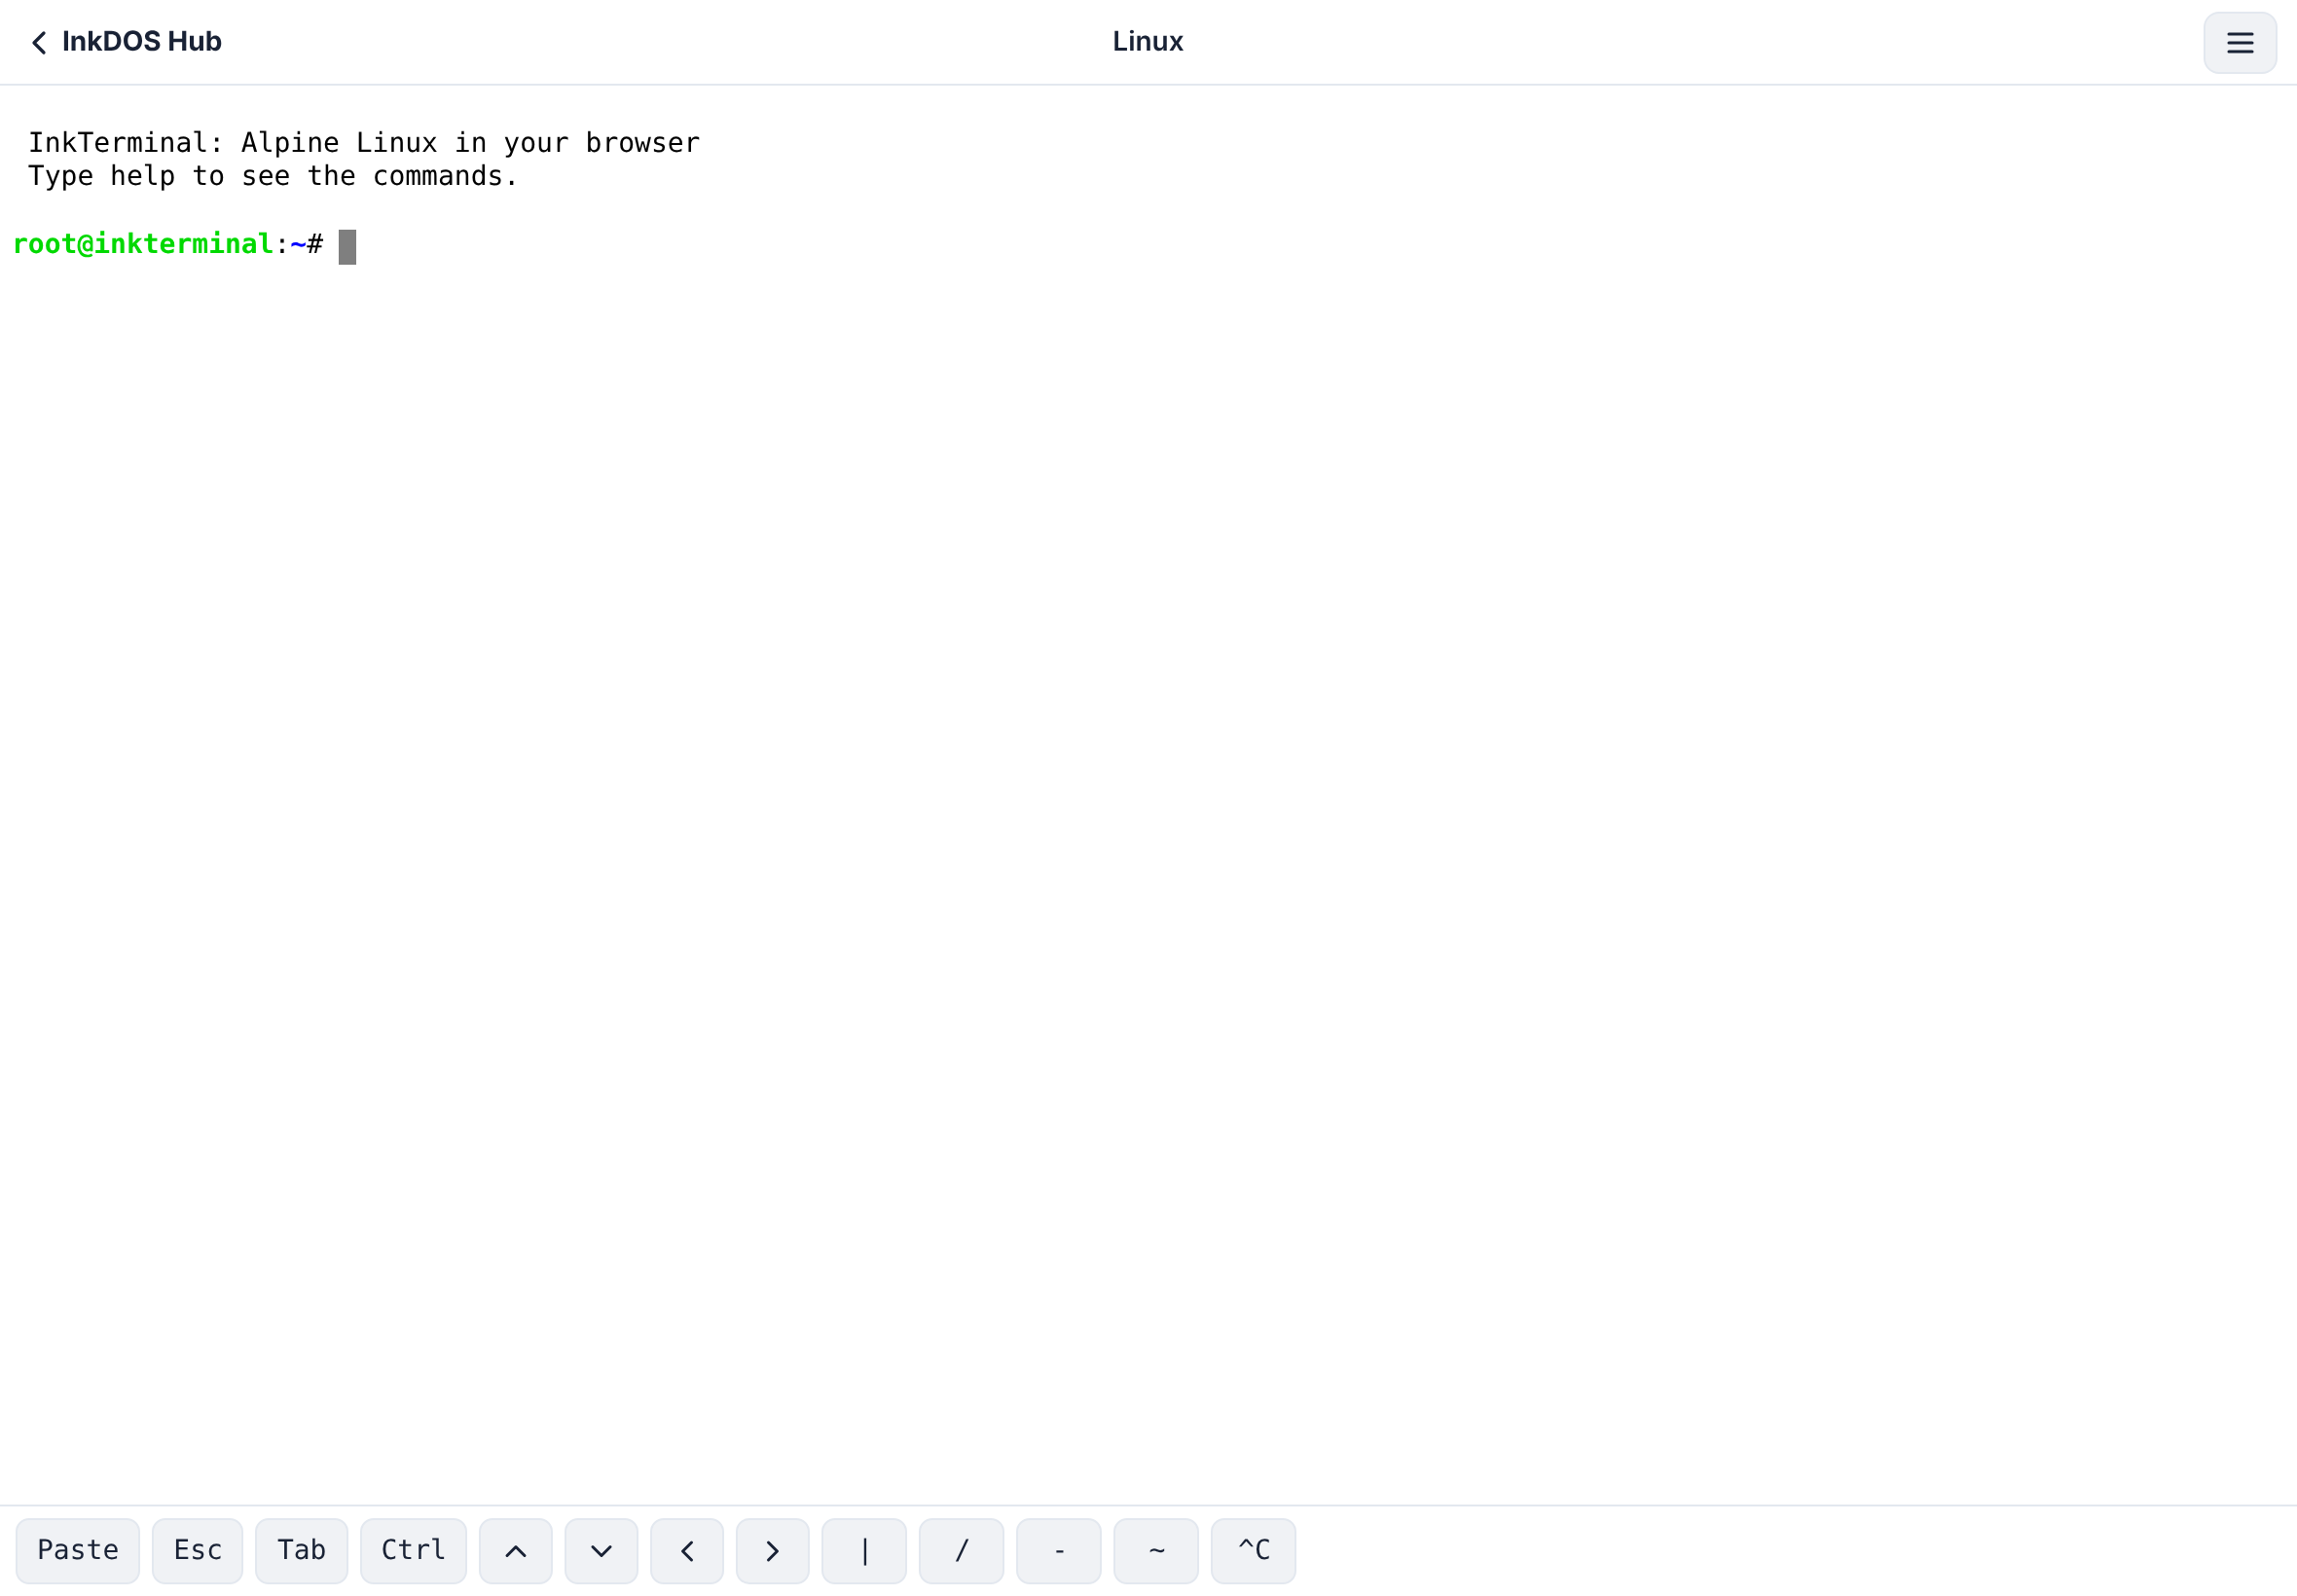 InkDOS Hub
Linux
InkTerminal: Alpine Linux in your browser
Type help to see the commands.
root@inkterminal:~#
Paste Esc Tab Ctrl | / - ~ ^C